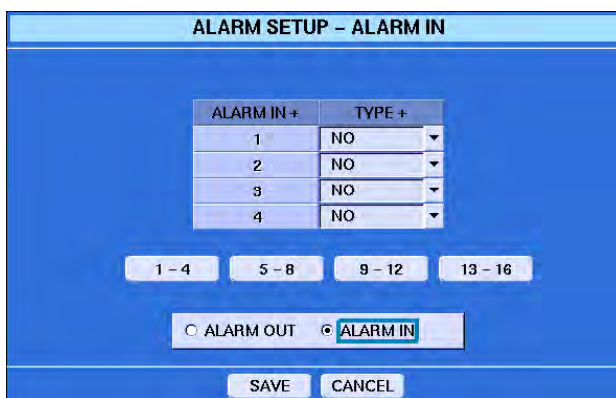 ALARM SETUP – ALARM IN
ALARM IN + TYPE +
1 NO
2 NO
3 NO
4 NO
1 – 4 5 – 8 9 – 12 13 – 16
ALARM OUT ALARM IN
SAVE CANCEL